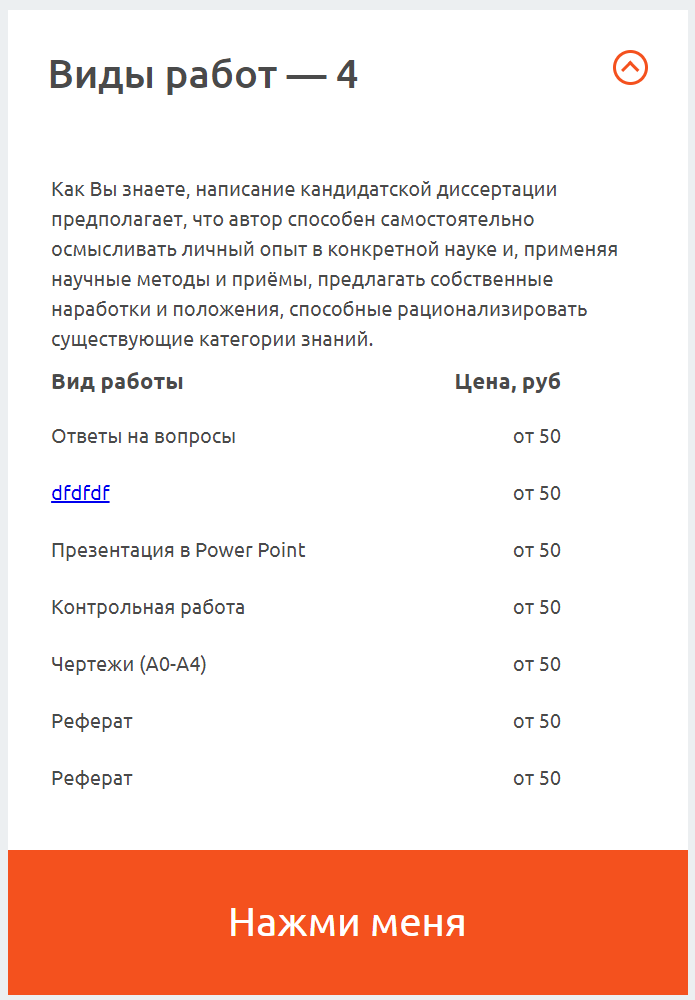 Виды работ — 4
Как Вы знаете, написание кандидатской диссертации
предполагает, что автор способен самостоятельно
осмысливать личный опыт в конкретной науке и, применяя
научные методы и приёмы, предлагать собственные
наработки и положения, способные рационализировать
существующие категории знаний.
Вид работы Цена, руб
Ответы на вопросы от 50
dfdfdf от 50
Презентация в Power Point от 50
Контрольная работа от 50
Чертежи (А0-А4) от 50
Реферат от 50
Реферат от 50
Нажми меня